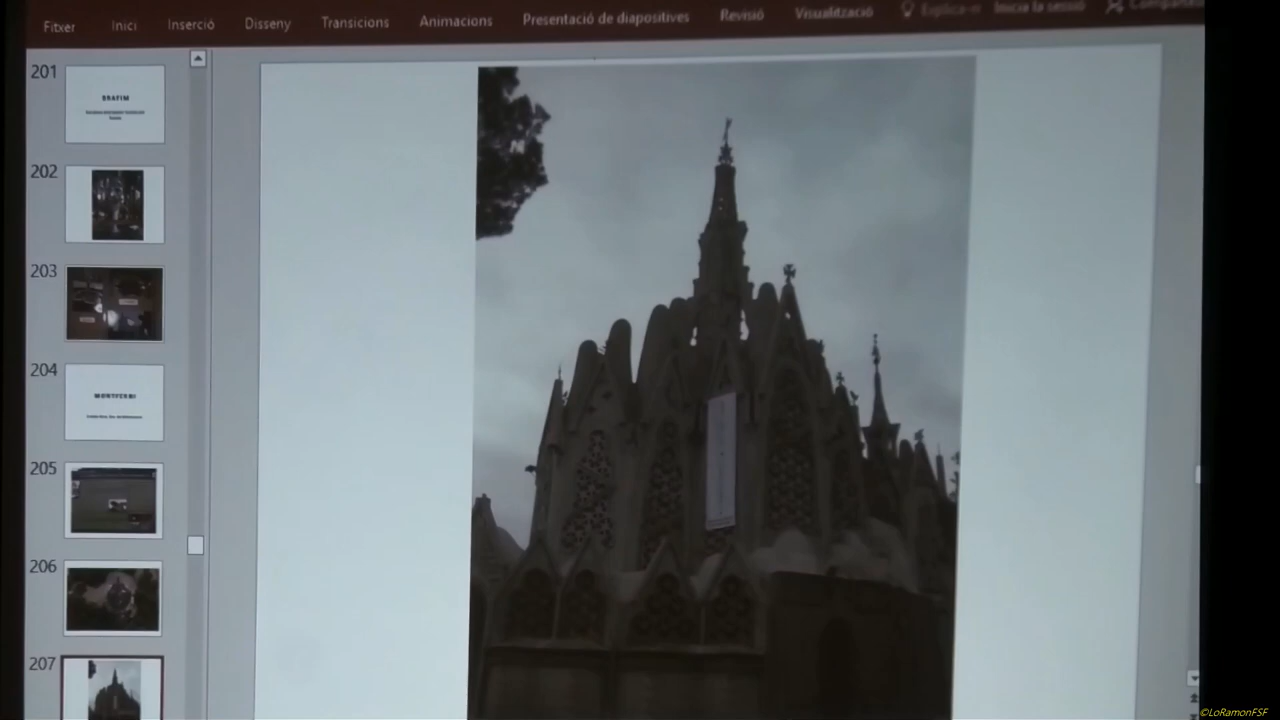 Fitxer Inici Inserció Disseny Transicions Animacions Presentació de diapositives Revisió Visualització Explica-m Inicia la sessió
201
BRAFIM
202
203
204
MONTFERRI
205
206
207
©LoRamonFSF